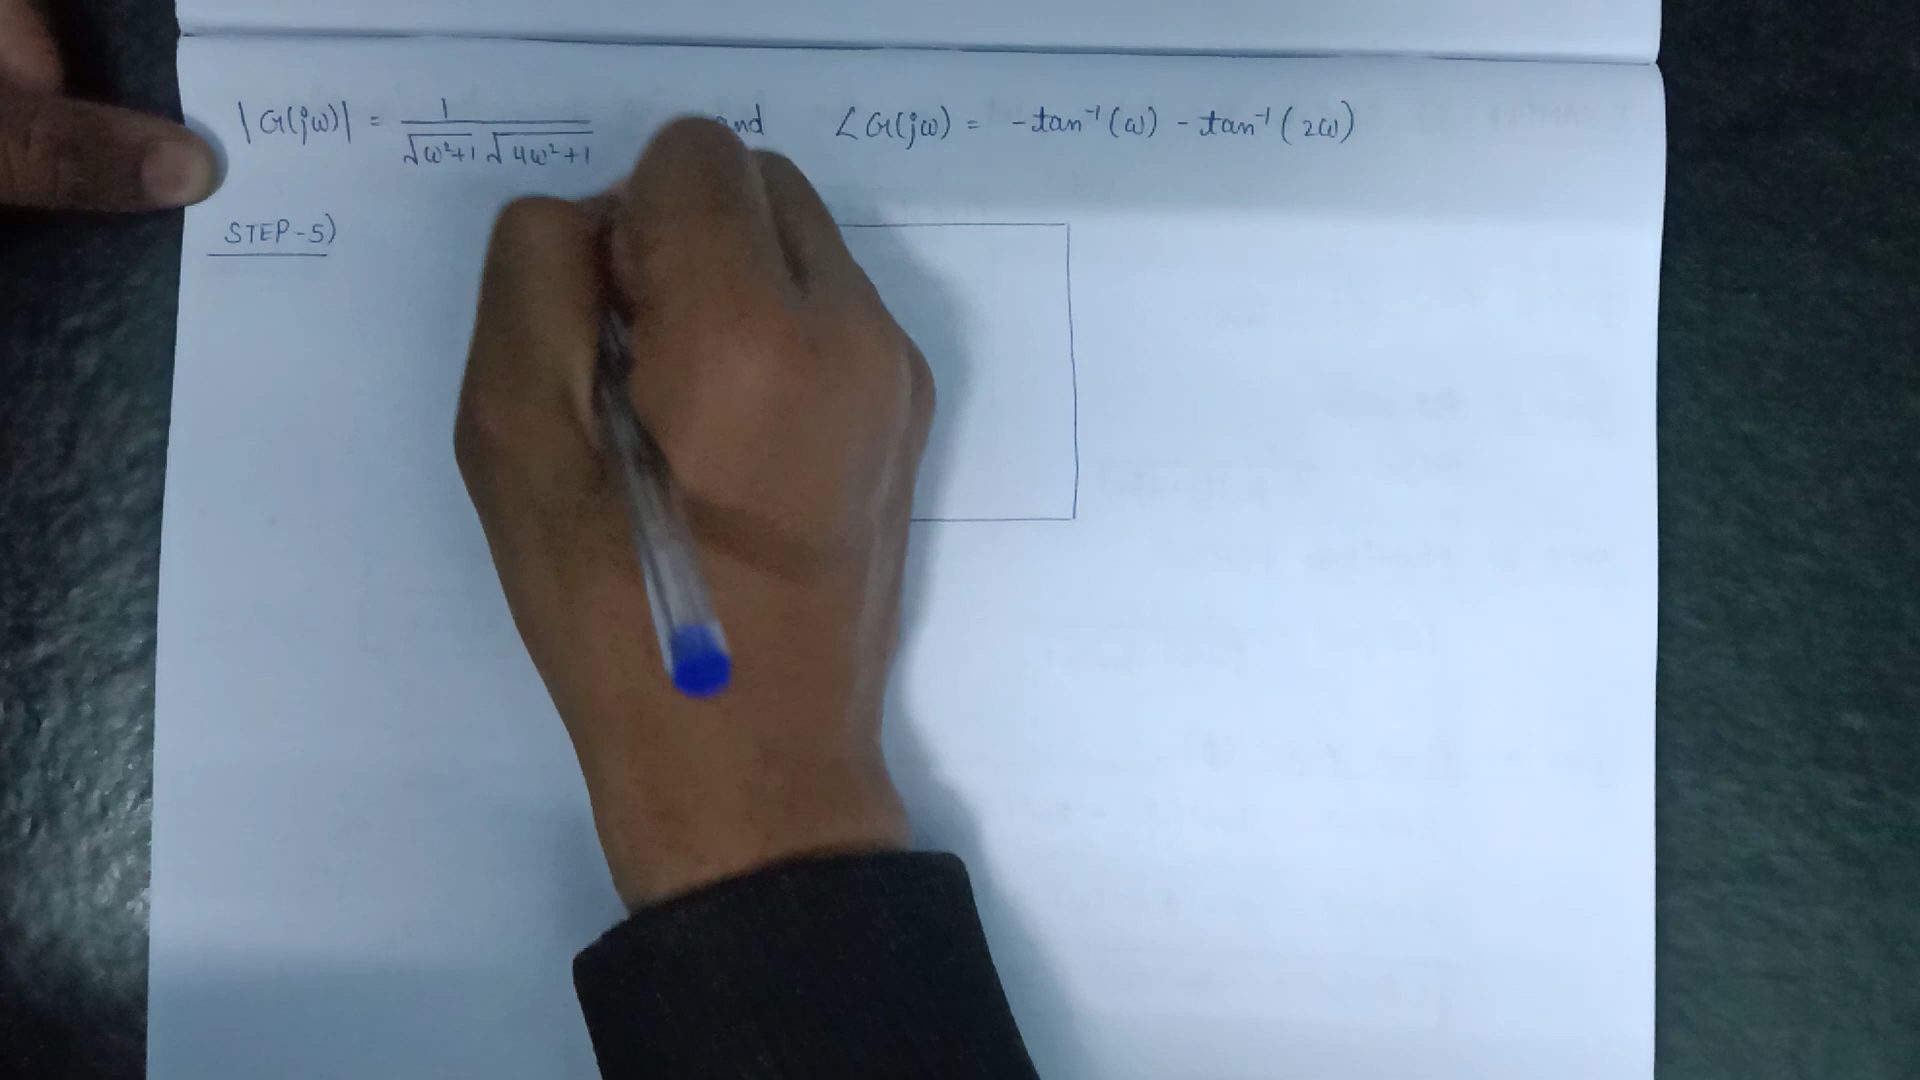 |G(jω)| = 1/(√ω²+1 √4ω²+1) and ∠G(jω) = -tan⁻¹(ω) - tan⁻¹(2ω)
STEP-5)